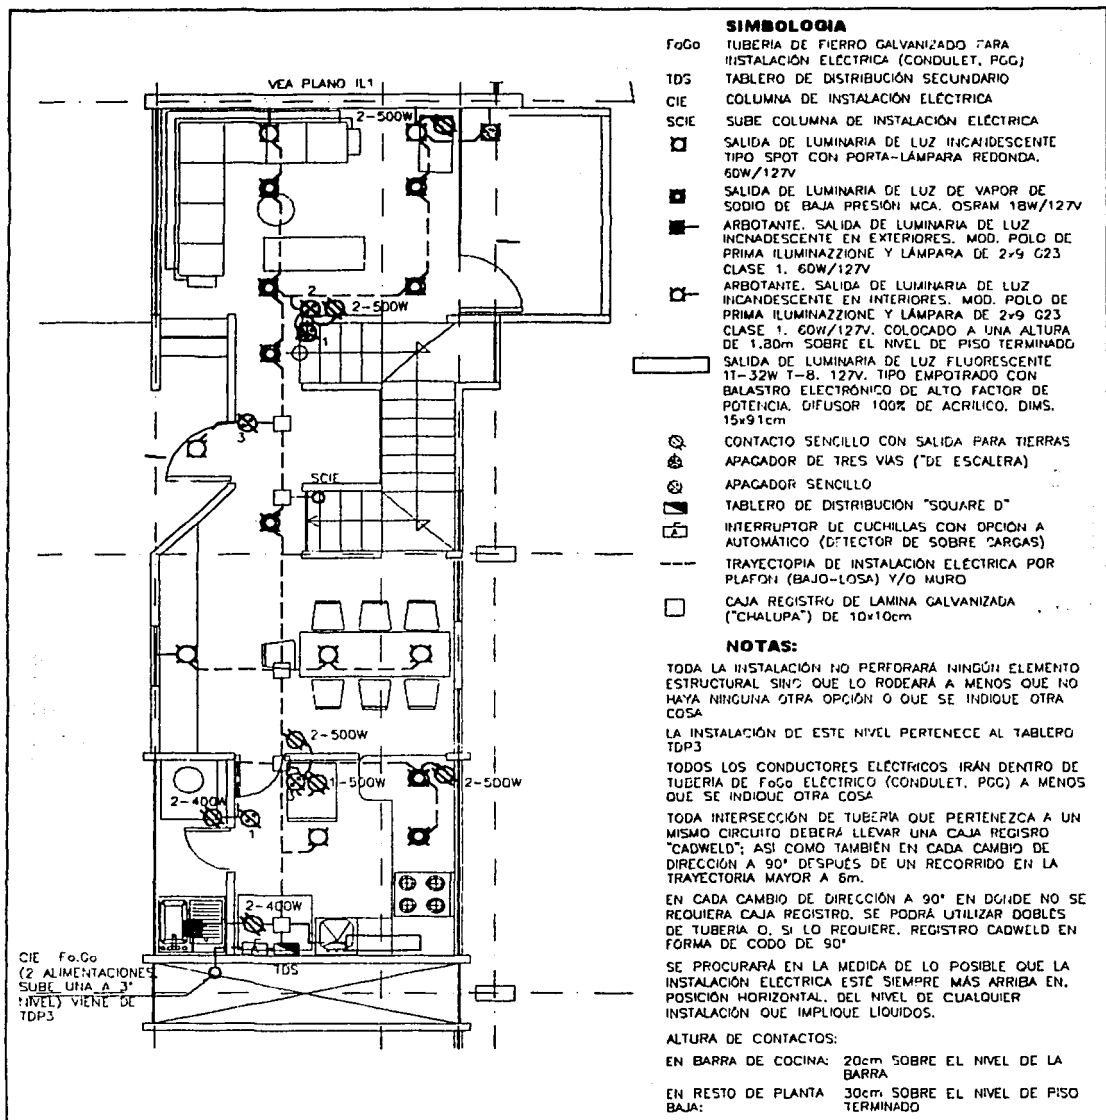 VEA PLANO IL1
2-500W
2
2-500W
1
3
SCIE
2-500W
1-500W
2-500W
2-400W
1
2-400W
TDS
CIE FoGo
(2 ALIMENTACIONES
SUBE UNA A 3°
NIVEL) VIENE DE
TDP3
SIMBOLOGIA
FoGo TUBERÍA DE FIERRO GALVANIZADO PARA
INSTALACIÓN ELÉCTRICA (CONDULET, PGG)
TDS TABLERO DE DISTRIBUCIÓN SECUNDARIO
CIE COLUMNA DE INSTALACIÓN ELÉCTRICA
SCIE SUBE COLUMNA DE INSTALACIÓN ELÉCTRICA
SALIDA DE LUMINARIA DE LUZ INCANDESCENTE
TIPO SPOT CON PORTA-LÁMPARA REDONDA.
60W/127V
SALIDA DE LUMINARIA DE LUZ DE VAPOR DE
SODIO DE BAJA PRESIÓN MCA. OSRAM 18W/127V
ARBOTANTE. SALIDA DE LUMINARIA DE LUZ
INCNADESCENTE EN EXTERIORES. MOD. POLO DE
PRIMA ILUMINAZZIONE Y LÁMPARA DE 2x9 G23
CLASE 1. 60W/127V
ARBOTANTE. SALIDA DE LUMINARIA DE LUZ
INCANDESCENTE EN INTERIORES. MOD. POLO DE
PRIMA ILUMINAZZIONE Y LÁMPARA DE 2x9 G23
CLASE 1. 60W/127V. COLOCADO A UNA ALTURA
DE 1.80m SOBRE EL NIVEL DE PISO TERMINADO
SALIDA DE LUMINARIA DE LUZ FLUORESCENTE
1T-32W T-8. 127V. TIPO EMPOTRADO CON
BALASTRO ELECTRÓNICO DE ALTO FACTOR DE
POTENCIA. DIFUSOR 100% DE ACRILICO. DIMS.
15x91cm
CONTACTO SENCILLO CON SALIDA PARA TIERRAS
APAGADOR DE TRES VIAS ("DE ESCALERA)
APAGADOR SENCILLO
TABLERO DE DISTRIBUCIÓN "SQUARE D"
INTERRUPTOR DE CUCHILLAS CON OPCIÓN A
AUTOMÁTICO (DETECTOR DE SOBRE CARGAS)
TRAYECTORIA DE INSTALACIÓN ELÉCTRICA POR
PLAFON (BAJO-LOSA) Y/O MURO
CAJA REGISTRO DE LAMINA GALVANIZADA
("CHALUPA") DE 10x10cm
NOTAS:
TODA LA INSTALACIÓN NO PERFORARÁ NINGÚN ELEMENTO
ESTRUCTURAL SINO QUE LO RODEARÁ A MENOS QUE NO
HAYA NINGUNA OTRA OPCIÓN O QUE SE INDIQUE OTRA
COSA
LA INSTALACIÓN DE ESTE NIVEL PERTENECE AL TABLERO
TDP3
TODOS LOS CONDUCTORES ELÉCTRICOS IRÁN DENTRO DE
TUBERÍA DE FoGo ELÉCTRICO (CONDULET, PGG) A MENOS
QUE SE INDIQUE OTRA COSA
TODA INTERSECCIÓN DE TUBERÍA QUE PERTENEZCA A UN
MISMO CIRCUITO DEBERÁ LLEVAR UNA CAJA REGISRO
"CADWELD"; ASI COMO TAMBIÉN EN CADA CAMBIO DE
DIRECCIÓN A 90° DESPUÉS DE UN RECORRIDO EN LA
TRAYECTORIA MAYOR A 6m.
EN CADA CAMBIO DE DIRECCIÓN A 90° EN DONDE NO SE
REQUIERA CAJA REGISTRO. SE PODRÁ UTILIZAR DOBLES
DE TUBERIA O, SI LO REQUIERE. REGISTRO CADWELD EN
FORMA DE CODO DE 90°
SE PROCURARÁ EN LA MEDIDA DE LO POSIBLE QUE LA
INSTALACIÓN ELÉCTRICA ESTÉ SIEMPRE MÁS ARRIBA EN,
POSICIÓN HORIZONTAL. DEL NIVEL DE CUALQUIER
INSTALACIÓN QUE IMPLIQUE LIQUIDOS.
ALTURA DE CONTACTOS:
EN BARRA DE COCINA: 20cm SOBRE EL NIVEL DE LA
BARRA
EN RESTO DE PLANTA 30cm SOBRE EL NIVEL DE PISO
BAJA: TERMINADO